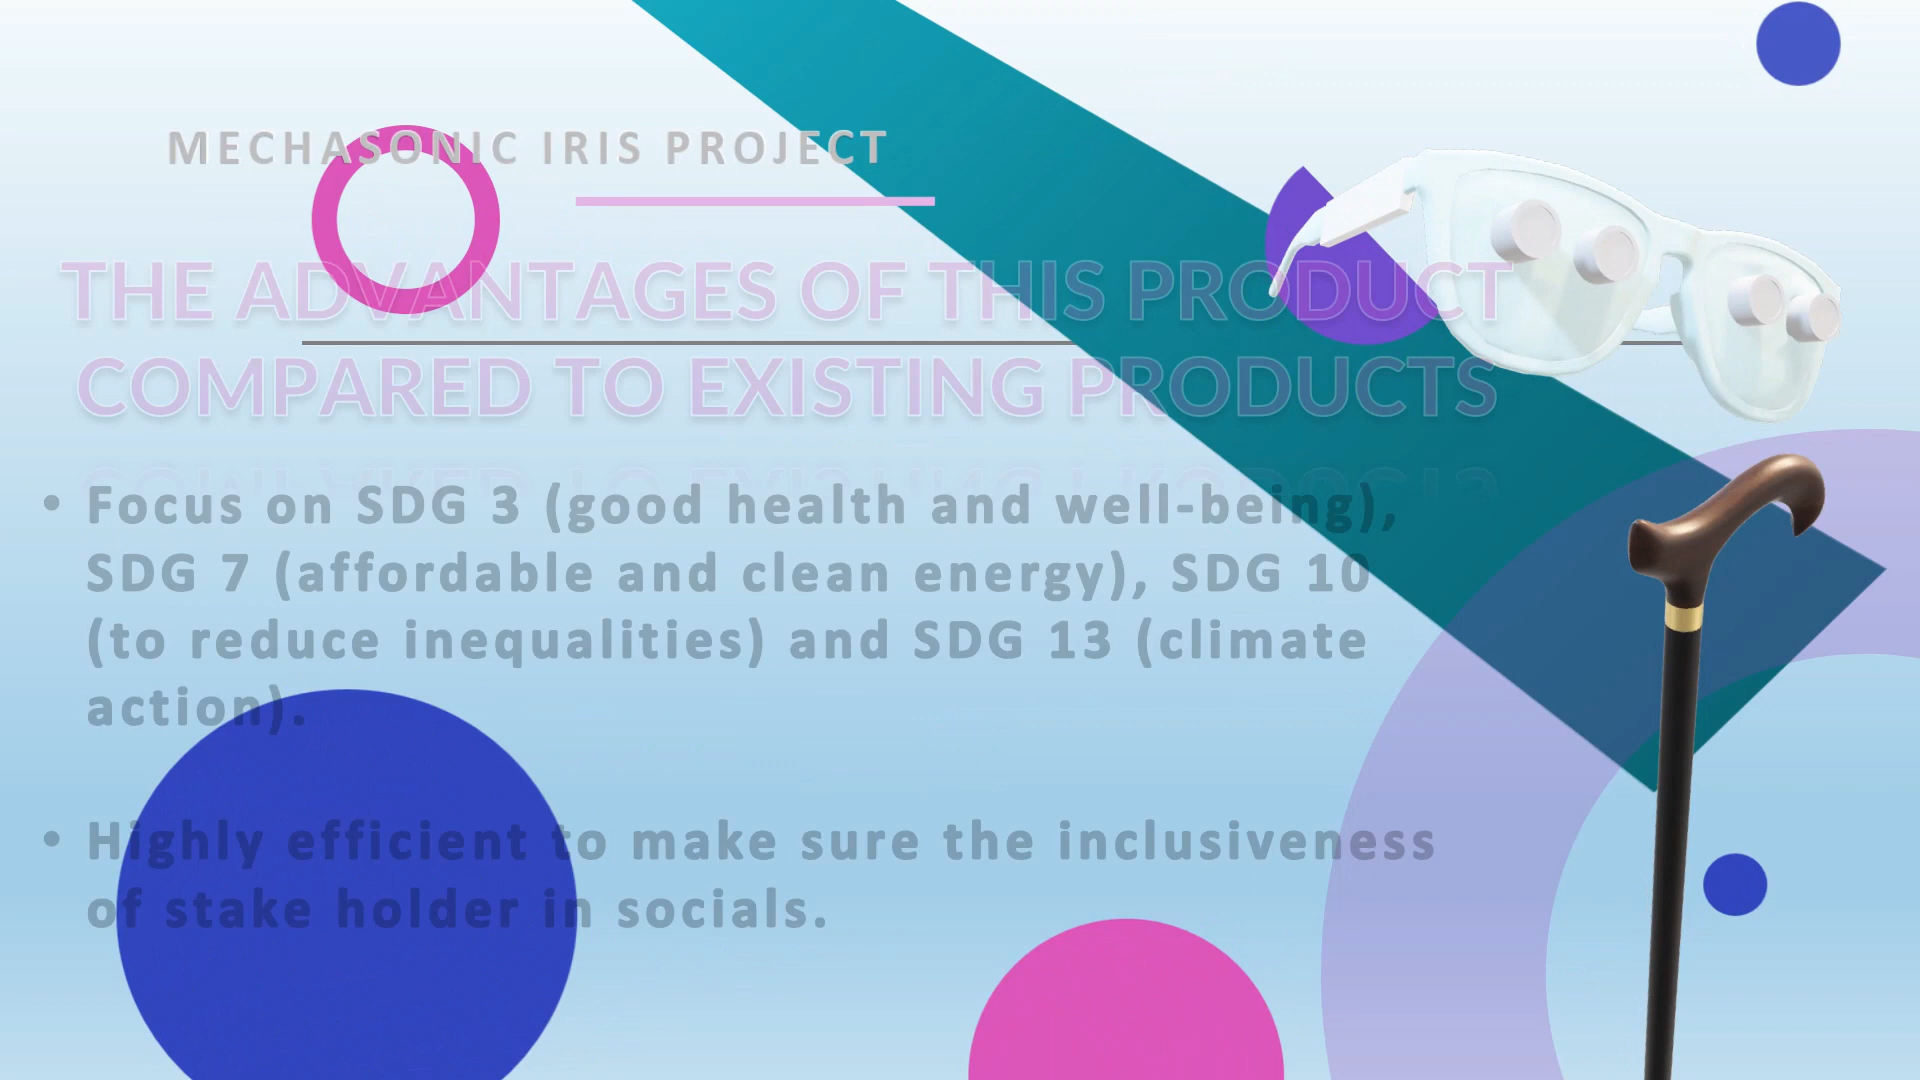 MECHASONIC IRIS PROJECT
THE ADVANTAGES OF THIS PRODUCT
COMPARED TO EXISTING PRODUCTS
• Focus on SDG 3 (good health and well-being),
SDG 7 (affordable and clean energy), SDG 10
(to reduce inequalities) and SDG 13 (climate
action).
• Highly efficient to make sure the inclusiveness
of stake holder in socials.